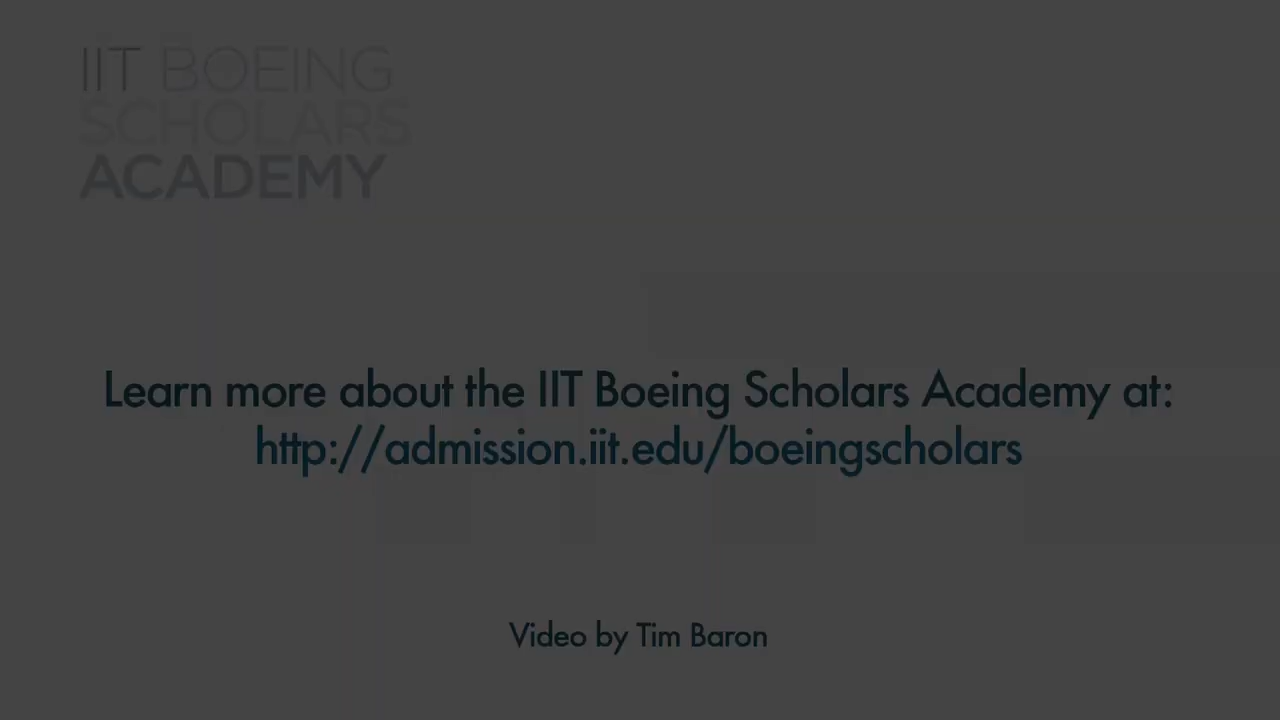 IIT BOEING
SCHOLARS
ACADEMY
Learn more about the IIT Boeing Scholars Academy at:
http://admission.iit.edu/boeingscholars
Video by Tim Baron